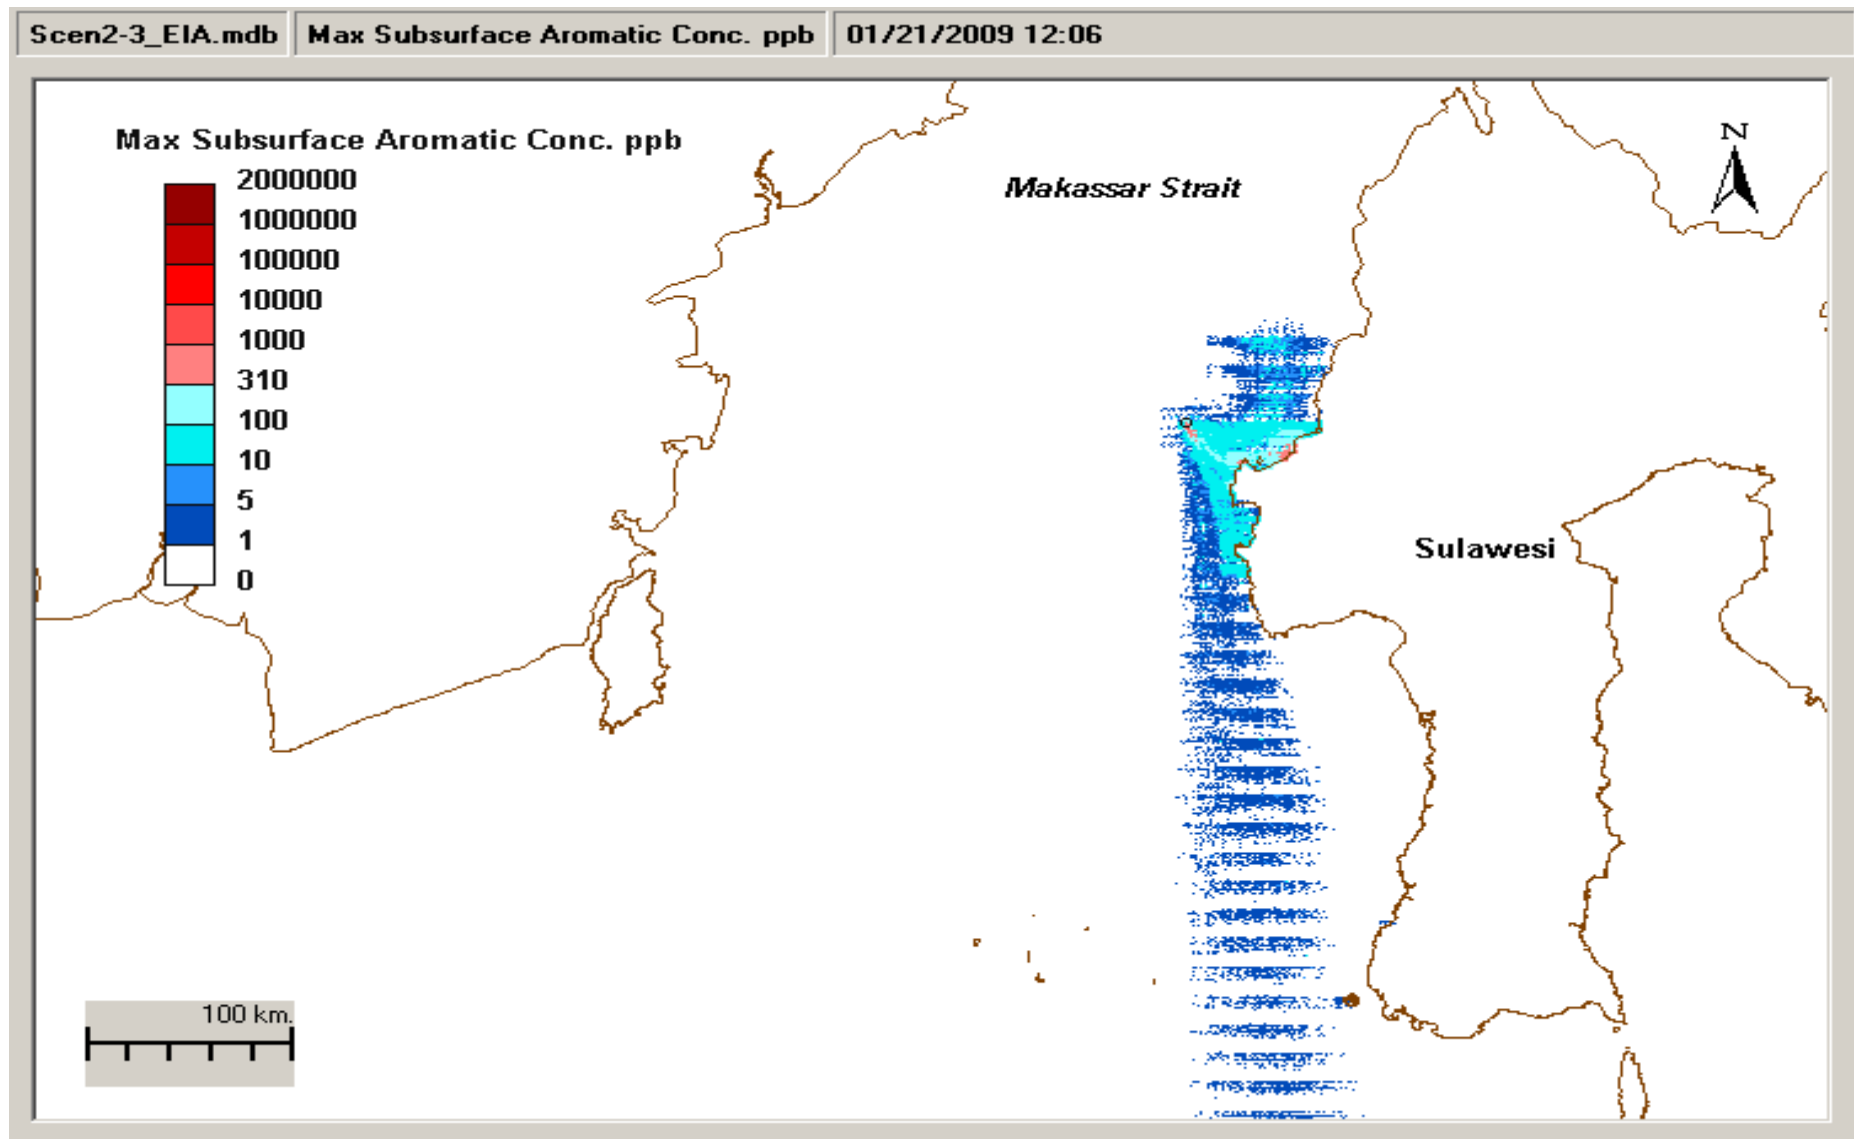 Scen2-3_EIA.mdb Max Subsurface Aromatic Conc. ppb 01/21/2009 12:06
Max Subsurface Aromatic Conc. ppb
2000000
1000000
100000
10000
1000
310
100
10
5
1
0
Makassar Strait
N
Sulawesi
100 km.